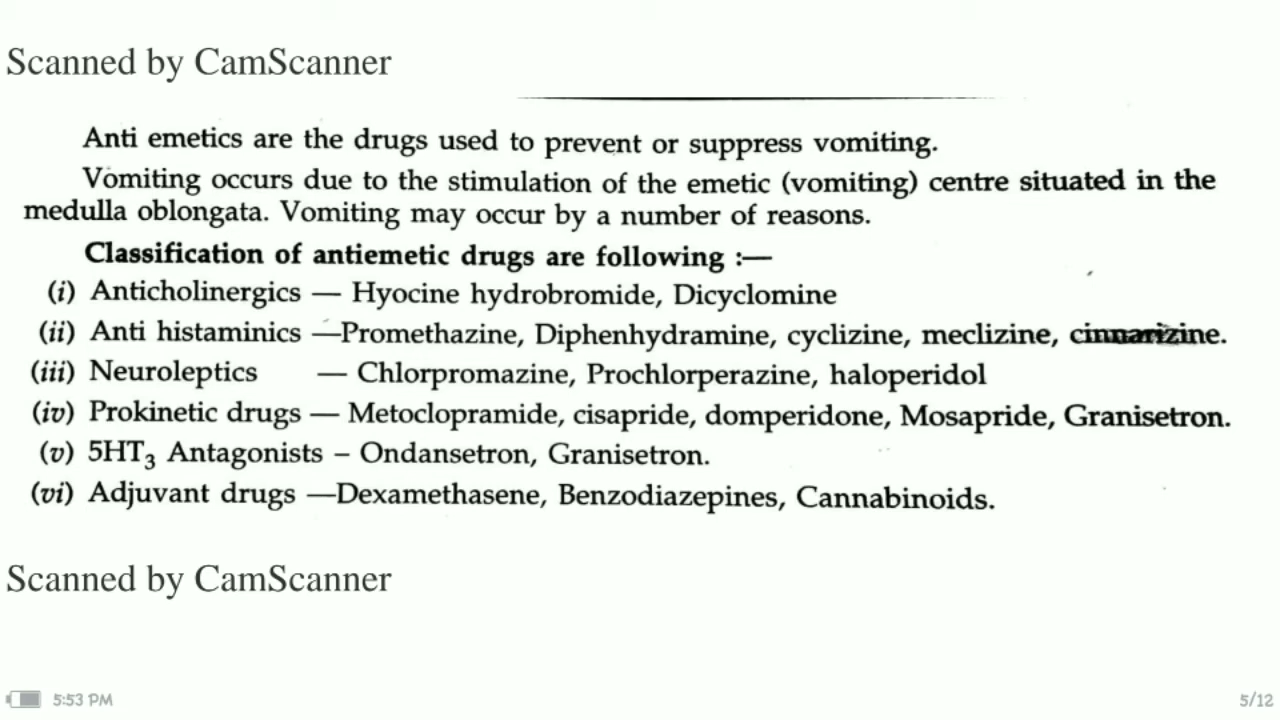 Scanned by CamScanner
Anti emetics are the drugs used to prevent or suppress vomiting.
Vomiting occurs due to the stimulation of the emetic (vomiting) centre situated in the
medulla oblongata. Vomiting may occur by a number of reasons.
Classification of antiemetic drugs are following :—
(i) Anticholinergics — Hyocine hydrobromide, Dicyclomine
(ii) Anti histaminics —Promethazine, Diphenhydramine, cyclizine, meclizine, cinnarizine.
(iii) Neuroleptics — Chlorpromazine, Prochlorperazine, haloperidol
(iv) Prokinetic drugs — Metoclopramide, cisapride, domperidone, Mosapride, Granisetron.
(v) 5HT3 Antagonists – Ondansetron, Granisetron.
(vi) Adjuvant drugs —Dexamethasene, Benzodiazepines, Cannabinoids.
Scanned by CamScanner
5:53 PM
5/12